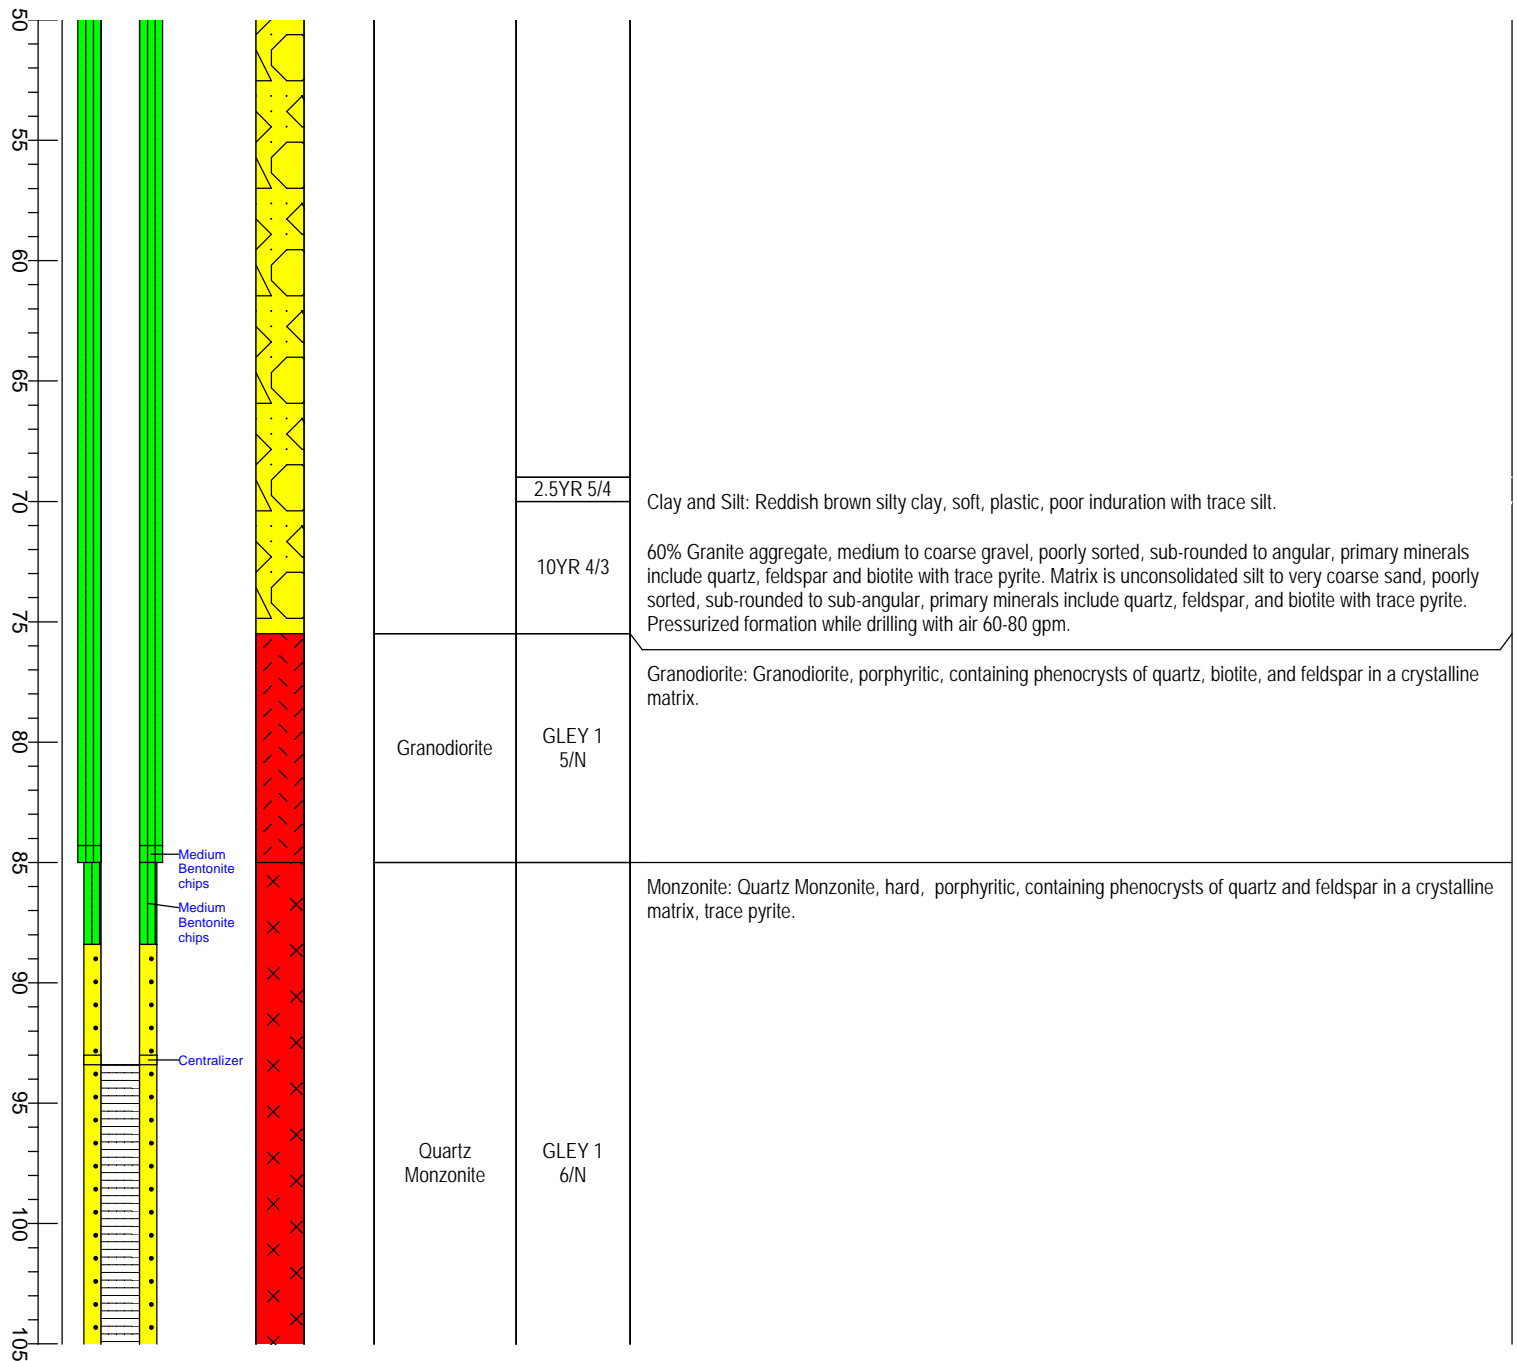 50
55
60
65
70
75
80
85
90
95
100
105
Medium
Bentonite
chips
Medium
Bentonite
chips
Centralizer
Granodiorite
Quartz
Monzonite
2.5YR 5/4
10YR 4/3
GLEY 1
5/N
GLEY 1
6/N
Clay and Silt: Reddish brown silty clay, soft, plastic, poor induration with trace silt.
60% Granite aggregate, medium to coarse gravel, poorly sorted, sub-rounded to angular, primary minerals
include quartz, feldspar and biotite with trace pyrite. Matrix is unconsolidated silt to very coarse sand, poorly
sorted, sub-rounded to sub-angular, primary minerals include quartz, feldspar, and biotite with trace pyrite.
Pressurized formation while drilling with air 60-80 gpm.
Granodiorite: Granodiorite, porphyritic, containing phenocrysts of quartz, biotite, and feldspar in a crystalline
matrix.
Monzonite: Quartz Monzonite, hard, porphyritic, containing phenocrysts of quartz and feldspar in a crystalline
matrix, trace pyrite.